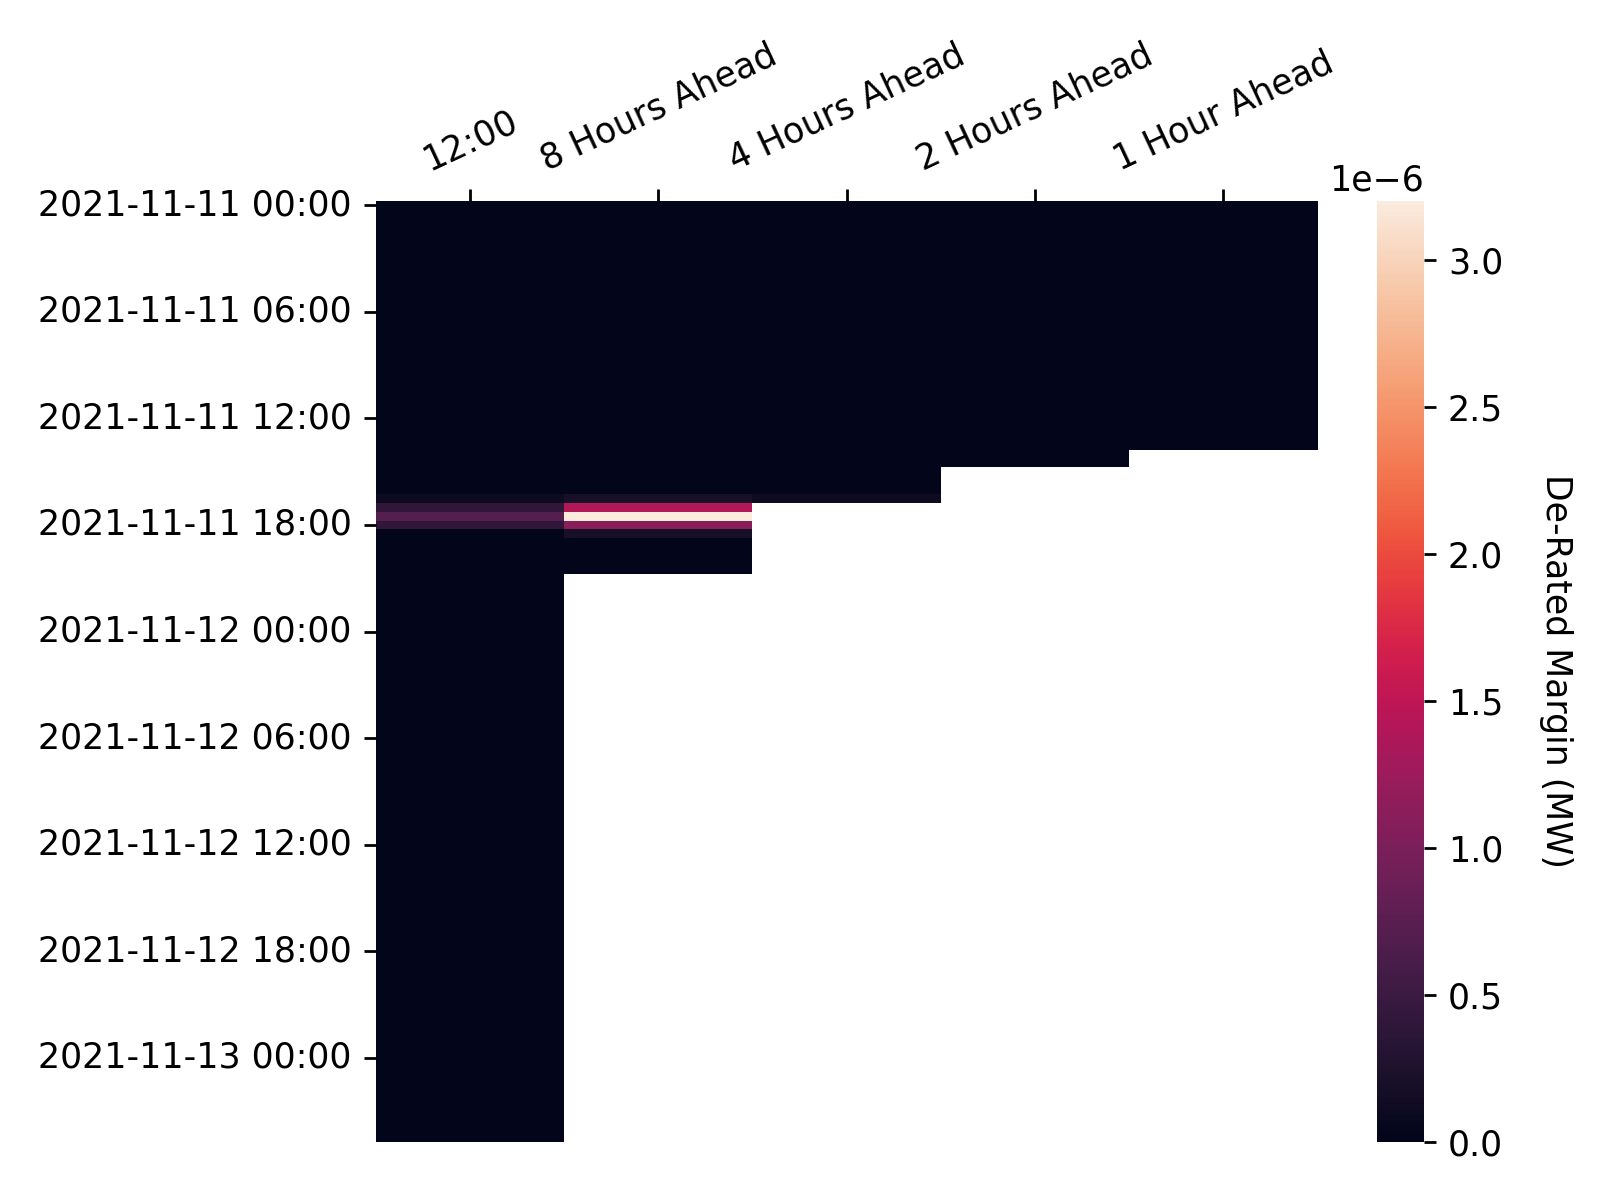 12:00
8 Hours Ahead
4 Hours Ahead
2 Hours Ahead
1 Hour Ahead
2021-11-11 00:00
2021-11-11 06:00
2021-11-11 12:00
2021-11-11 18:00
2021-11-12 00:00
2021-11-12 06:00
2021-11-12 12:00
2021-11-12 18:00
2021-11-13 00:00
1e−6
3.0
2.5
2.0
1.5
1.0
0.5
0.0
De-Rated Margin (MW)